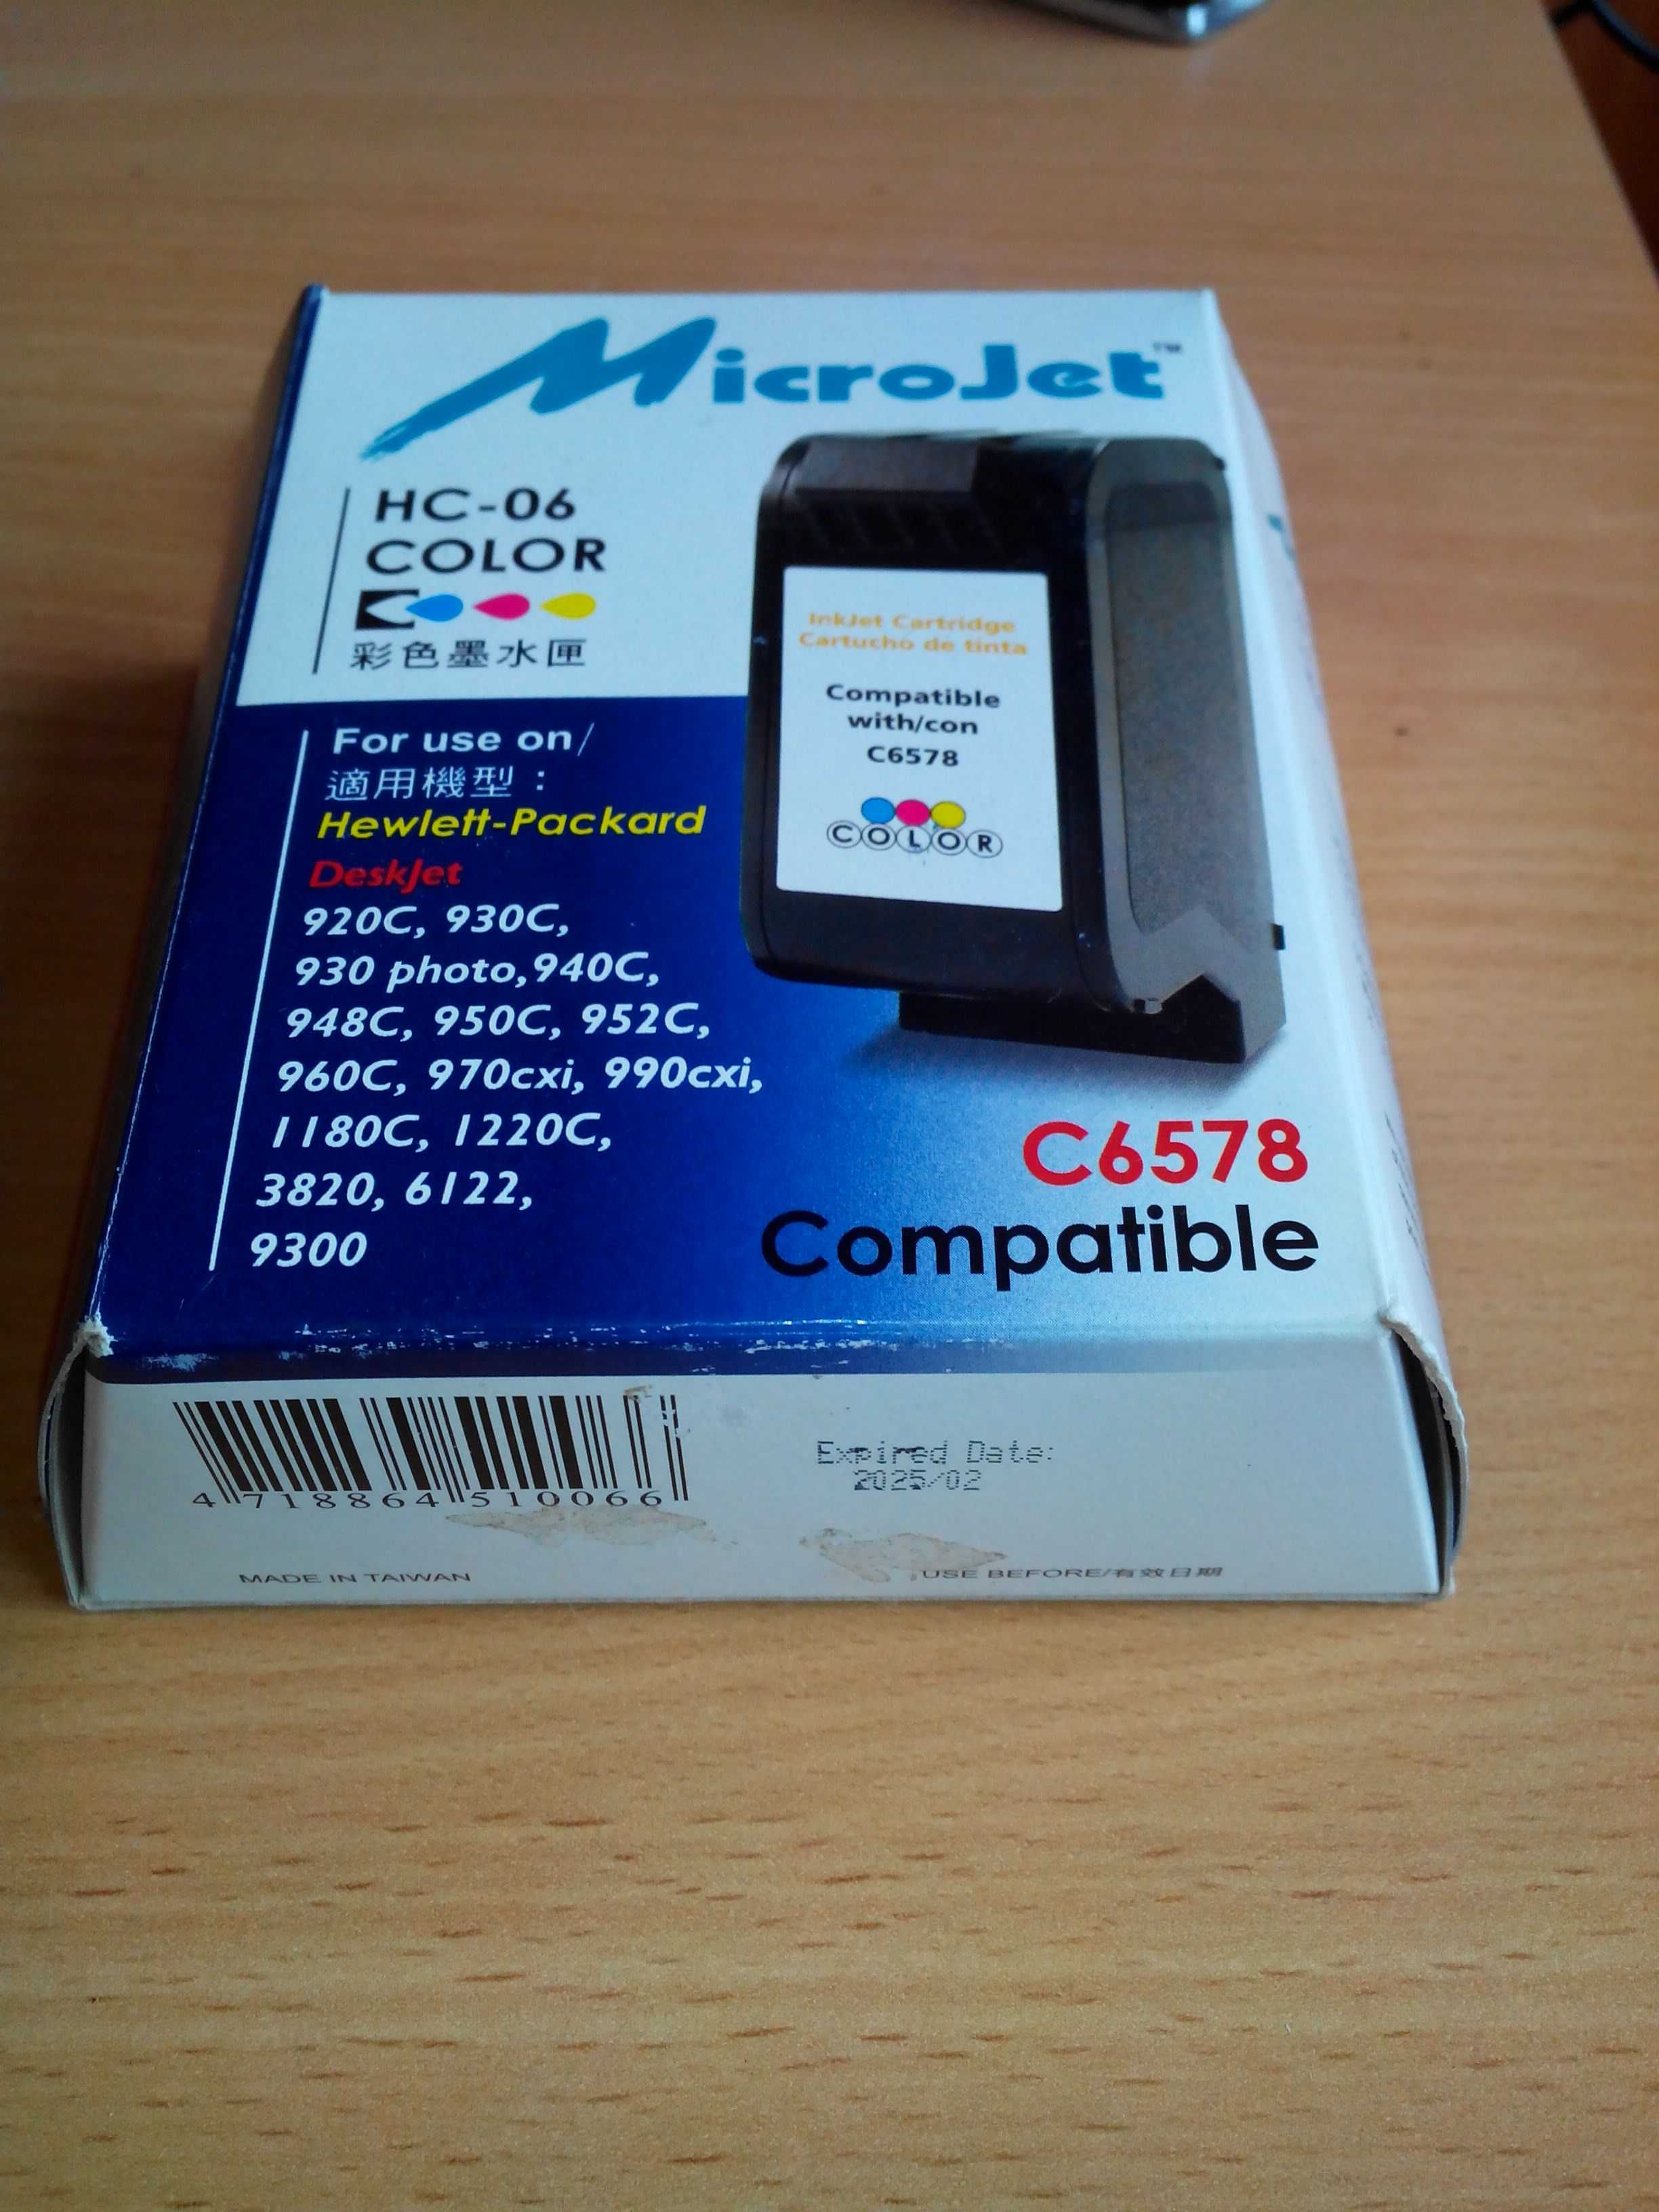 MicroJet™
HC-06
COLOR
彩色墨水匣
For use on/
適用機型：
Hewlett-Packard
DeskJet
920C, 930C,
930 photo,940C,
948C, 950C, 952C,
960C, 970cxi, 990cxi,
1180C, 1220C,
3820, 6122,
9300
InkJet Cartridge
Cartucho de tinta
Compatible
with/con
C6578
COLOR
C6578
Compatible
4 718864 510066
Expired Date:
2025/02
MADE IN TAIWAN
USE BEFORE/有效日期